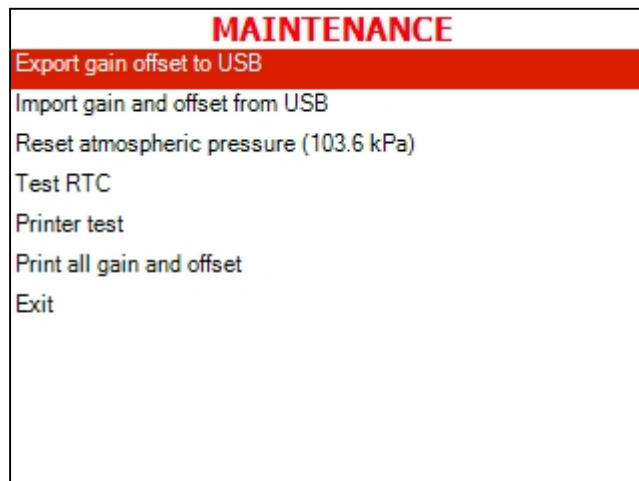 MAINTENANCE
Export gain offset to USB
Import gain and offset from USB
Reset atmospheric pressure (103.6 kPa)
Test RTC
Printer test
Print all gain and offset
Exit